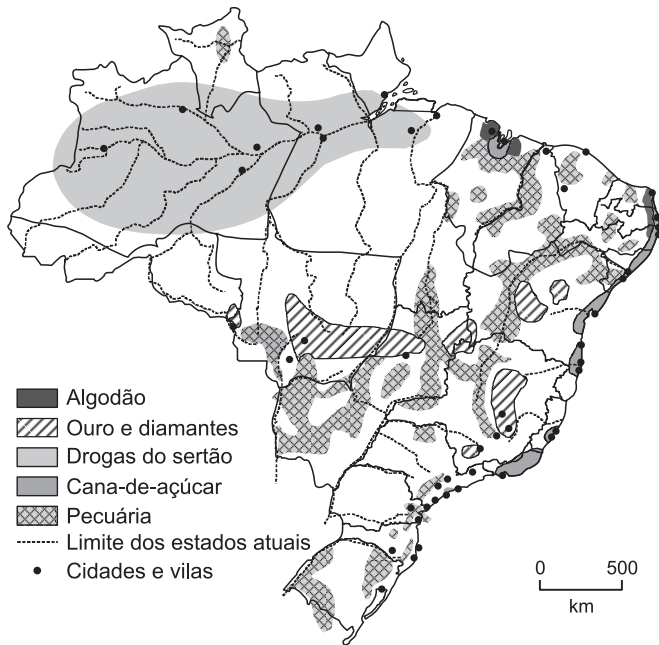 Algodão
Ouro e diamantes
Drogas do sertão
Cana-de-açúcar
Pecuária
Limite dos estados atuais
Cidades e vilas
0 500
km